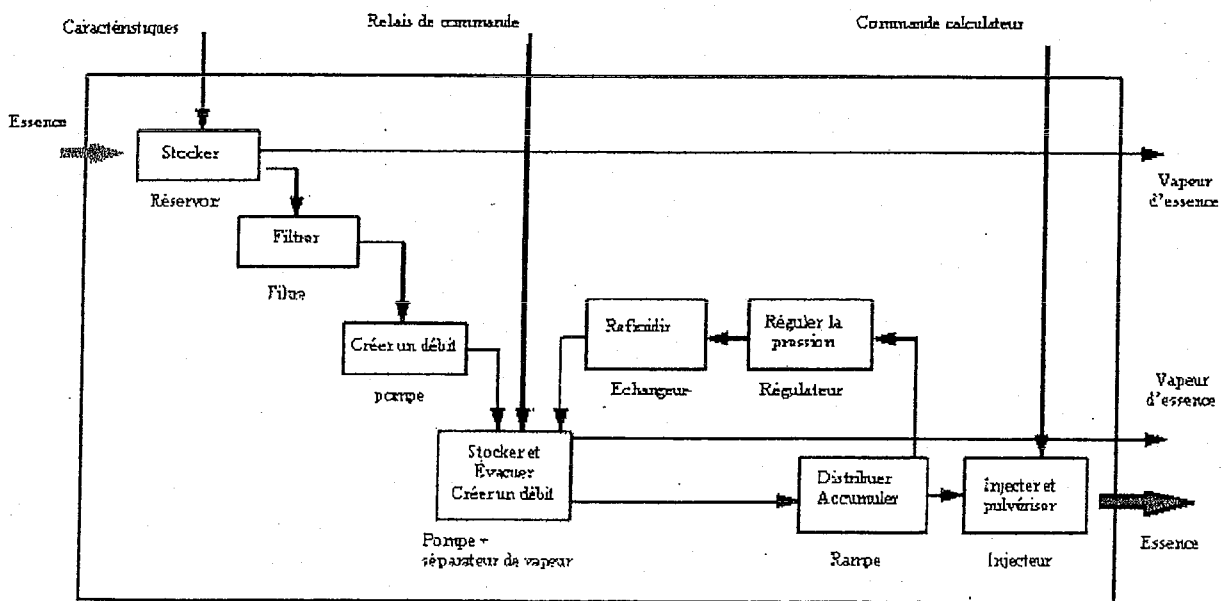 Relais de commande
Commande calculateur
Caractéristiques
Essence
Stocker
Réservoir
Vapeur
d'essence
Filtrer
Filtre
Créer un débit
pompe
Refroidir
Echangeur
Réguler la
pression
Régulateur
Vapeur
d'essence
Stocker et
Évacuer
Créer un débit
Pompe +
séparateur de vapeur
Distribuer
Accumuler
Rampe
Injecter et
pulvériser
Injecteur
Essence